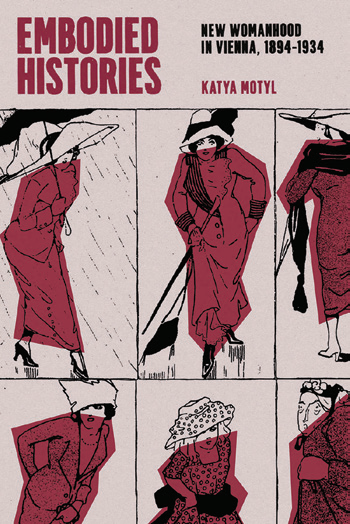 EMBODIED
HISTORIES
NEW WOMANHOOD
IN VIENNA, 1894–1934
KATYA MOTYL